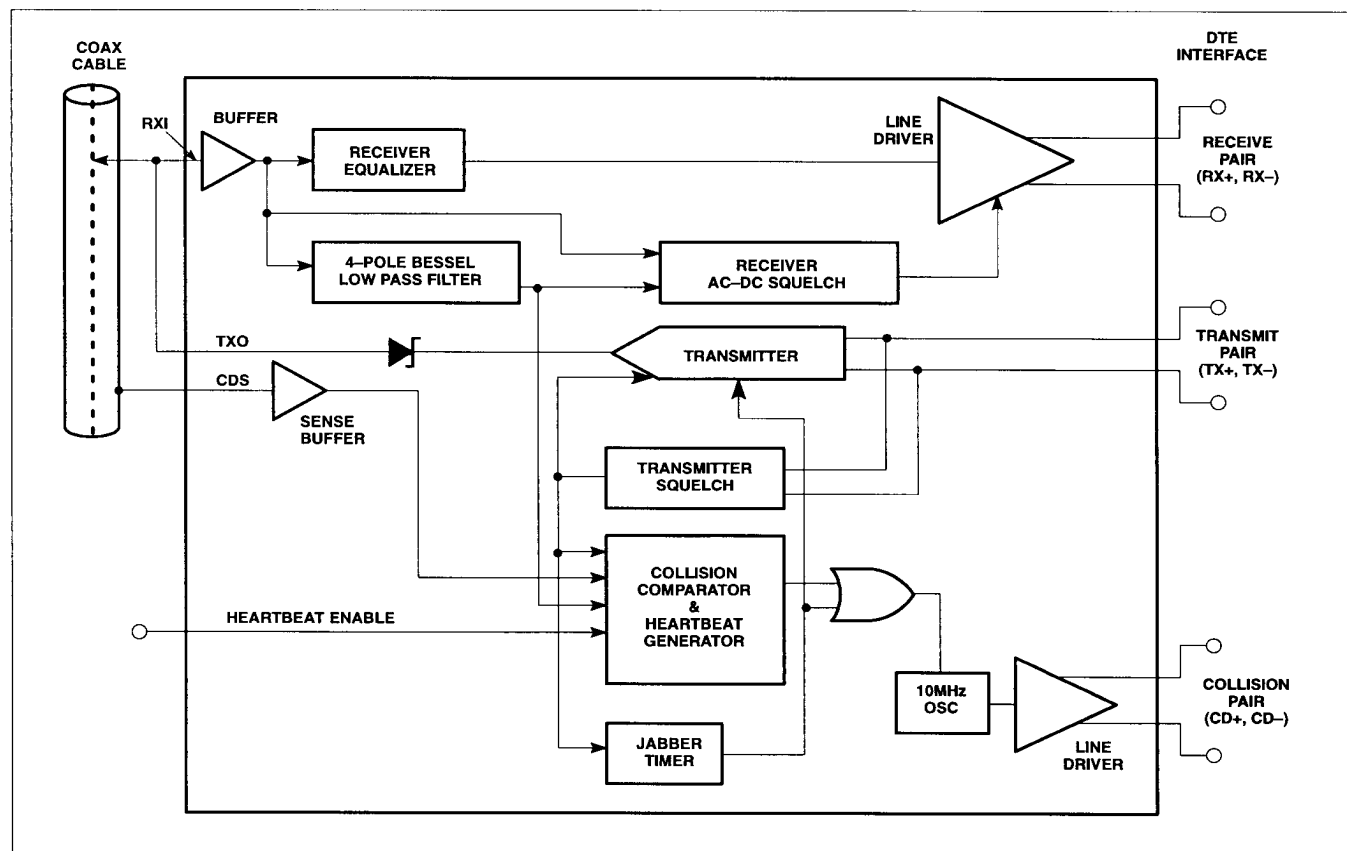 COAX
CABLE
DTE
INTERFACE
RXI
BUFFER
RECEIVER
EQUALIZER
LINE
DRIVER
RECEIVE
PAIR
(RX+, RX–)
4–POLE BESSEL
LOW PASS FILTER
RECEIVER
AC–DC SQUELCH
TXO
TRANSMITTER
TRANSMIT
PAIR
(TX+, TX–)
CDS
SENSE
BUFFER
TRANSMITTER
SQUELCH
COLLISION
COMPARATOR
&
HEARTBEAT
GENERATOR
HEARTBEAT ENABLE
10MHz
OSC
COLLISION
PAIR
(CD+, CD–)
JABBER
TIMER
LINE
DRIVER